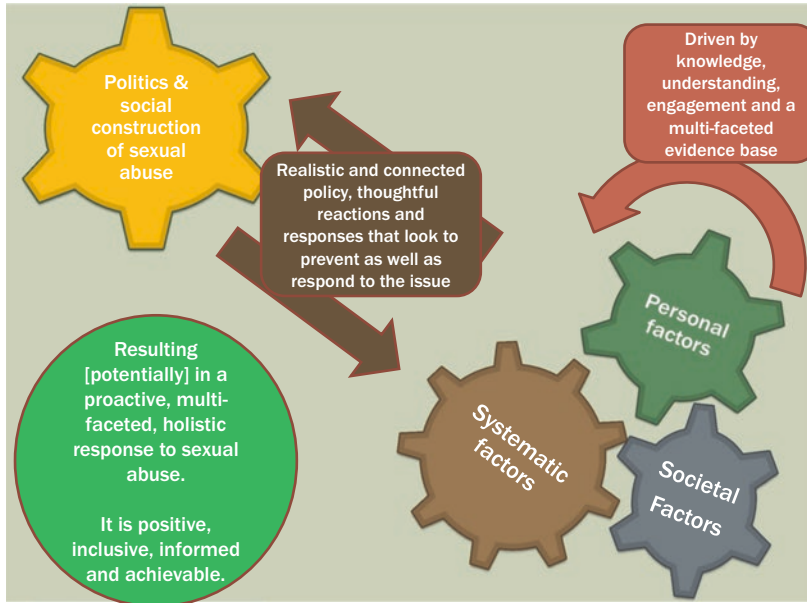 Politics &
social
construction
of sexual
abuse
Driven by
knowledge,
understanding,
engagement and a
multi-faceted
evidence base
Realistic and connected
policy, thoughtful
reactions and
responses that look to
prevent as well as
respond to the issue
Personal
factors
Systematic
factors
Societal
Factors
Resulting
[potentially] in a
proactive, multi-
faceted, holistic
response to sexual
abuse.
It is positive,
inclusive, informed
and achievable.